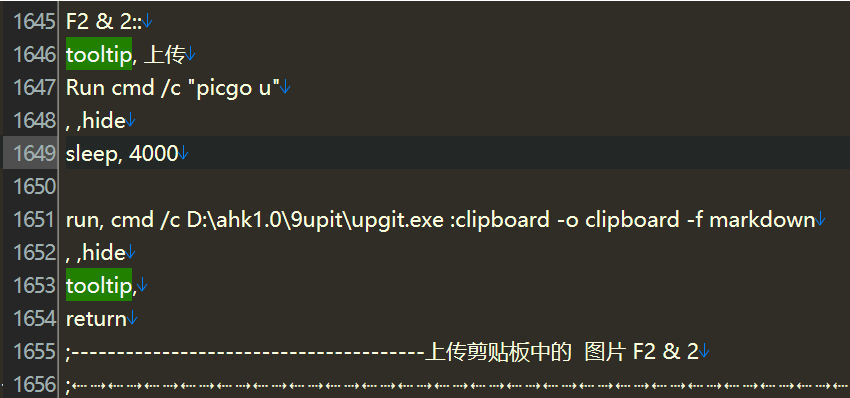 1645 F2 & 2::↓
1646 tooltip, 上传↓
1647 Run cmd /c "picgo u"↓
1648 , ,hide↓
1649 sleep, 4000↓
1650
1651 run, cmd /c D:\ahk1.0\9upit\upgit.exe :clipboard -o clipboard -f markdown↓
1652 , ,hide↓
1653 tooltip,↓
1654 return↓
1655 ;---------------------------------------上传剪贴板中的  图片 F2 & 2↓
1656 ;⇠⇢⇠⇢⇠⇢⇠⇢⇠⇢⇠⇢⇠⇢⇠⇢⇠⇢⇠⇢⇠⇢⇠⇢⇠⇢⇠⇢⇠⇢⇠⇢⇠⇢⇠⇢⇠⇢⇠⇢⇠⇢⇠